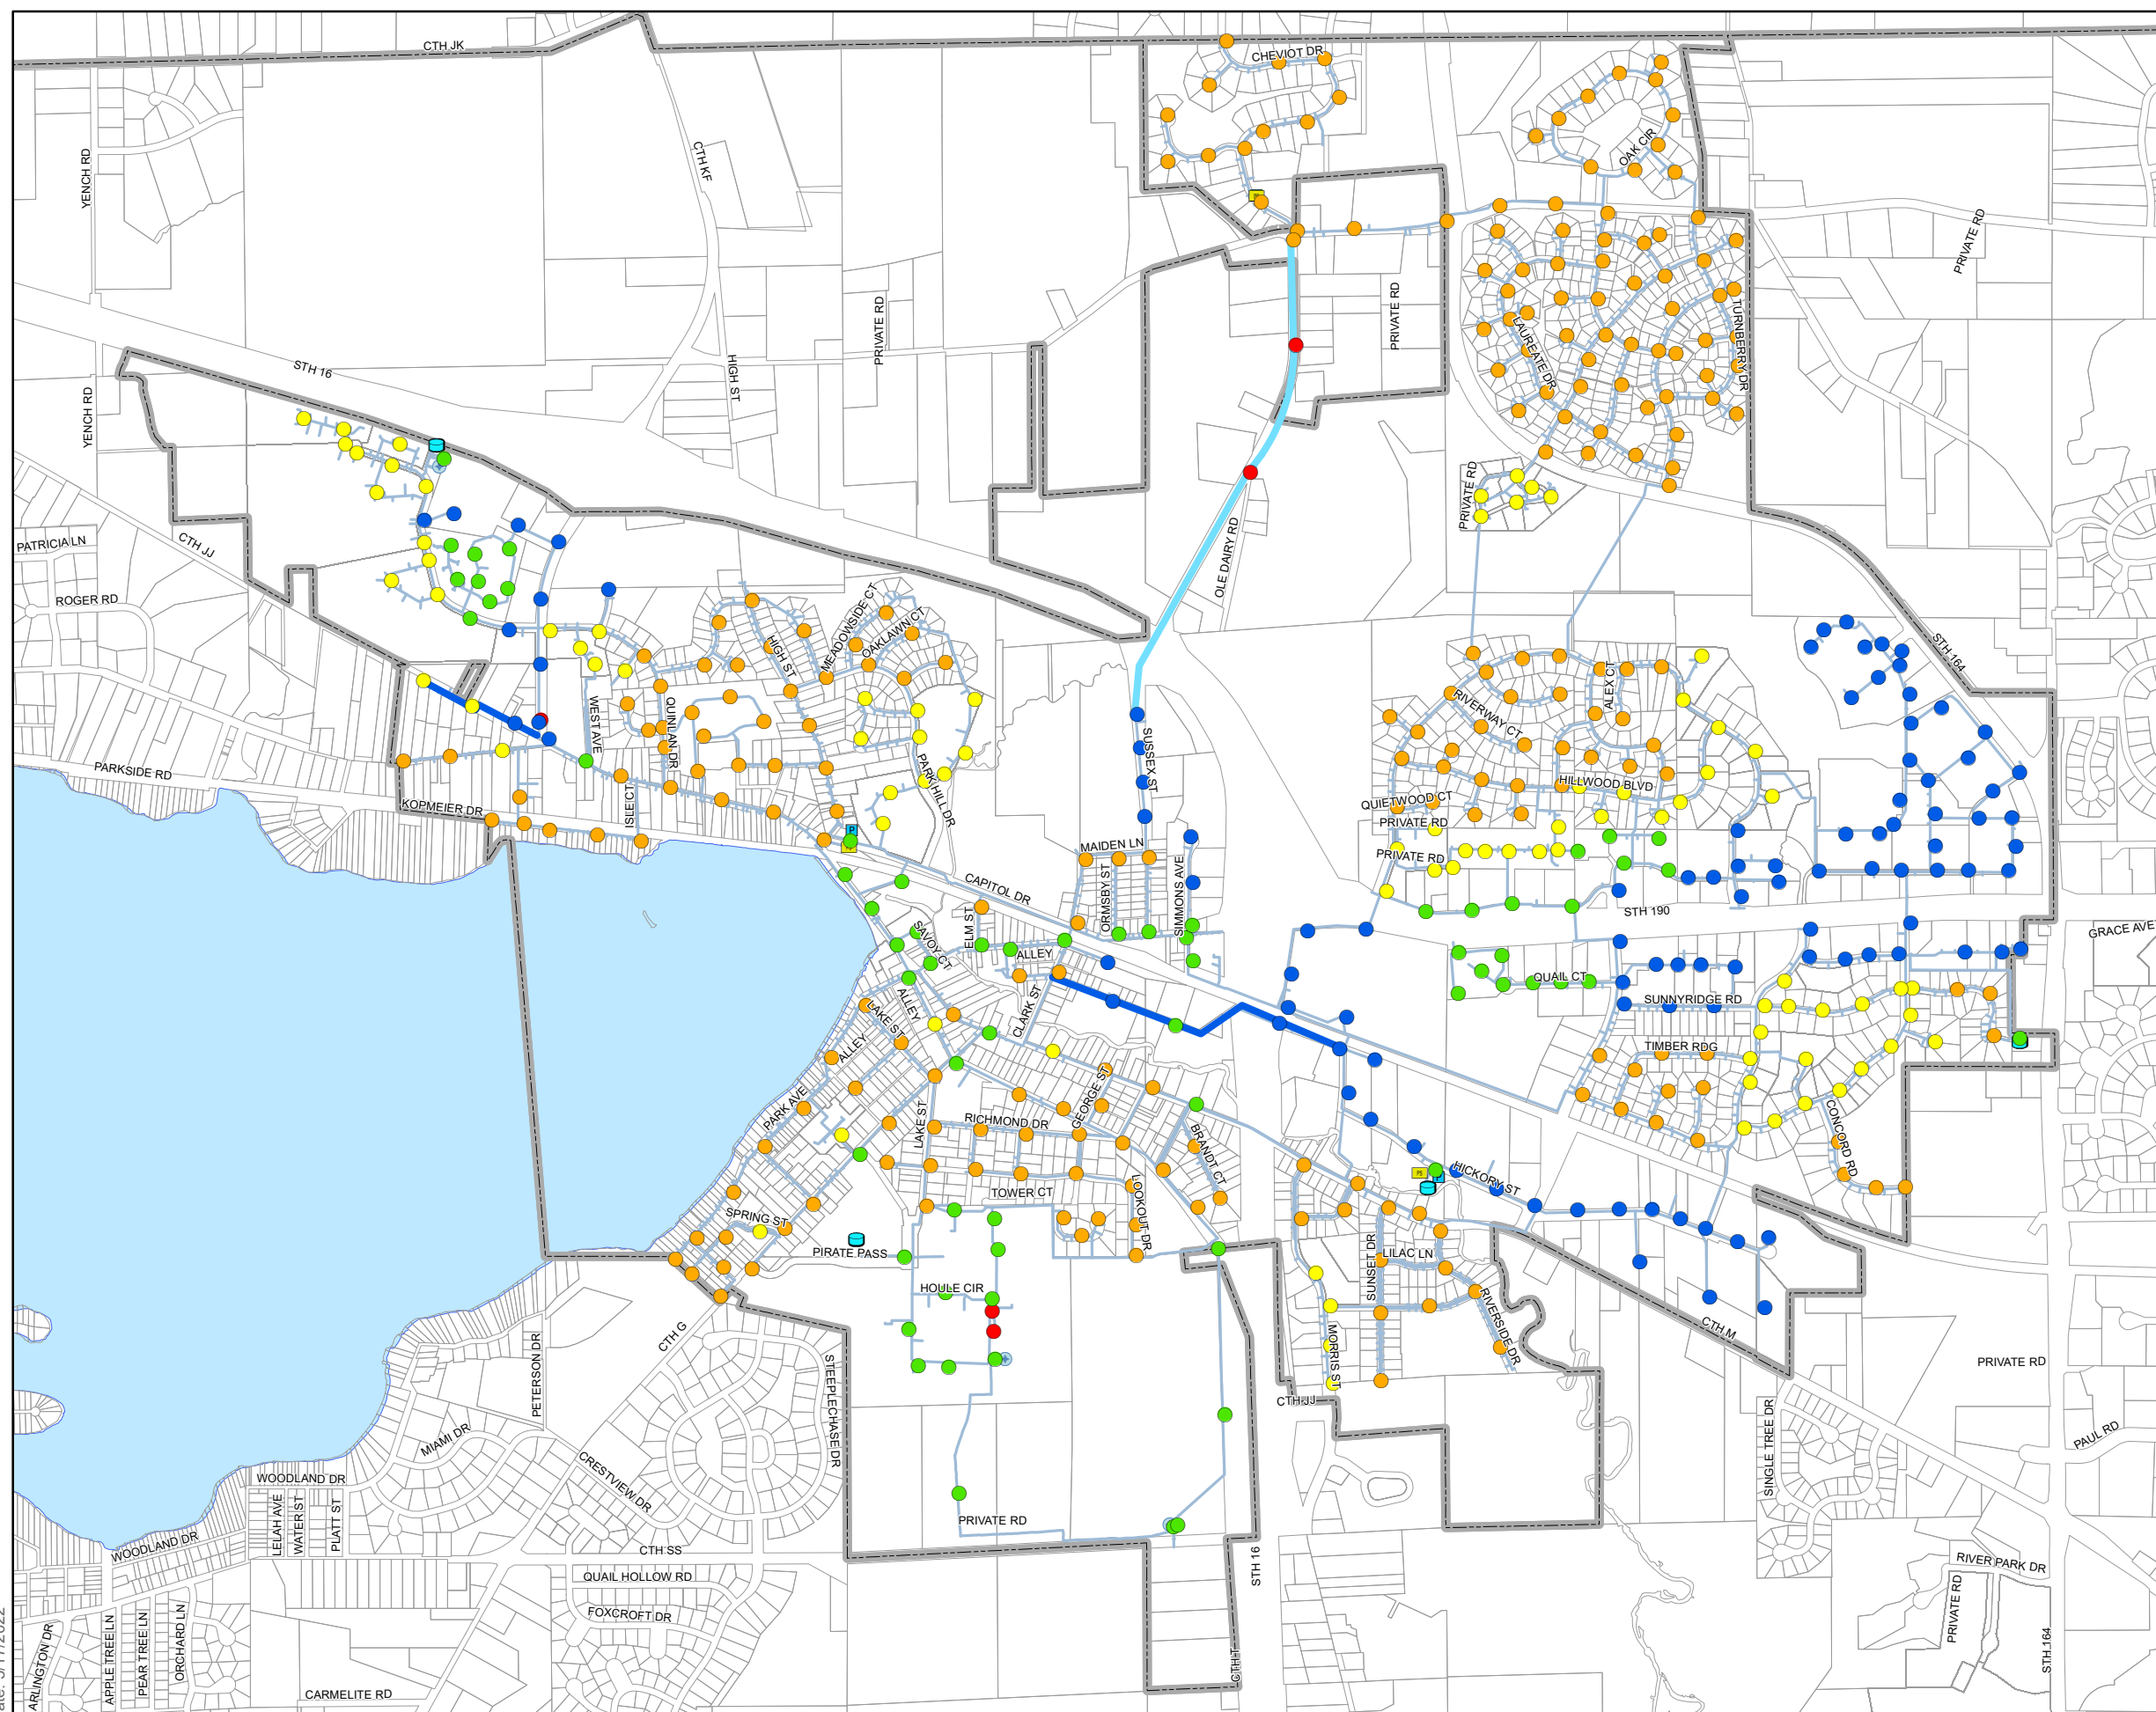 CTH JK
CHEVIOT DR
YENCH RD
CTH KF
OAK CIR
PRIVATE RD
PRIVATE RD
PRIVATE RD
STH 16
HIGH ST
LAUREATE DR
TURNBERRY DR
YENCH RD
PRIVATE RD
OLE DAIRY RD
PATRICIA LN
CTH JJ
ROGER RD
MEADOWSIDE CT
OAKLAWN CT
HIGH ST
STH 164
ALEX CT
RIVERWAY CT
WEST AVE
QUINLAN DR
SUSSEX ST
PARKSIDE RD
PARKHILL DR
HILLWOOD BLVD
QUIETWOOD CT
KOPMEIER DR
ISLE CT
PRIVATE RD
MAIDEN LN
PRIVATE RD
CAPITOL DR
ORMSBY ST
SIMMONS AVE
STH 190
ELM ST
SAVOY CT
ALLEY
GRACE AVE
QUAIL CT
SUNNYRIDGE RD
ALLEY
CLARK ST
LAKE ST
ALLEY
TIMBER RDG
PARK AVE
GEORGE ST
LAKE ST
RICHMOND DR
BRANDT CT
CONCORD RD
HICKORY ST
TOWER CT
LOOKOUT DR
SPRING ST
PIRATE PASS
SUNSET DR
LILAC LN
HOULE CIR
RIVERSIDE DR
CTH M
CTH G
PETERSON DR
STEEPLECHASE DR
MORRIS ST
PRIVATE RD
CTH JJ
SINGLE TREE DR
MIAMI DR
PAUL RD
CRESTVIEW DR
WOODLAND DR
LELAH AVE
WATER ST
PLATT ST
PRIVATE RD
WOODLAND DR
CTH SS
STH 16
RIVER PARK DR
QUAIL HOLLOW RD
FOXCROFT DR
PRIVATE RD
ARLINGTON DR
APPLE TREE LN
PEAR TREE LN
ORCHARD LN
CTH T
STH 164
CARMELITE RD